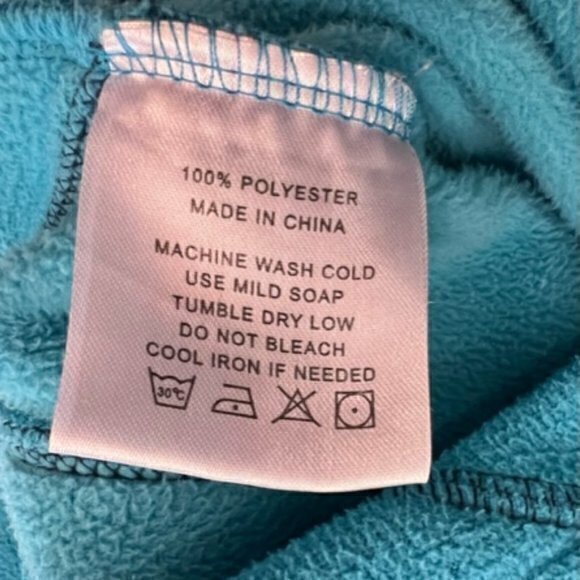 100% POLYESTER
MADE IN CHINA
MACHINE WASH COLD
USE MILD SOAP
TUMBLE DRY LOW
DO NOT BLEACH
COOL IRON IF NEEDED
30°C